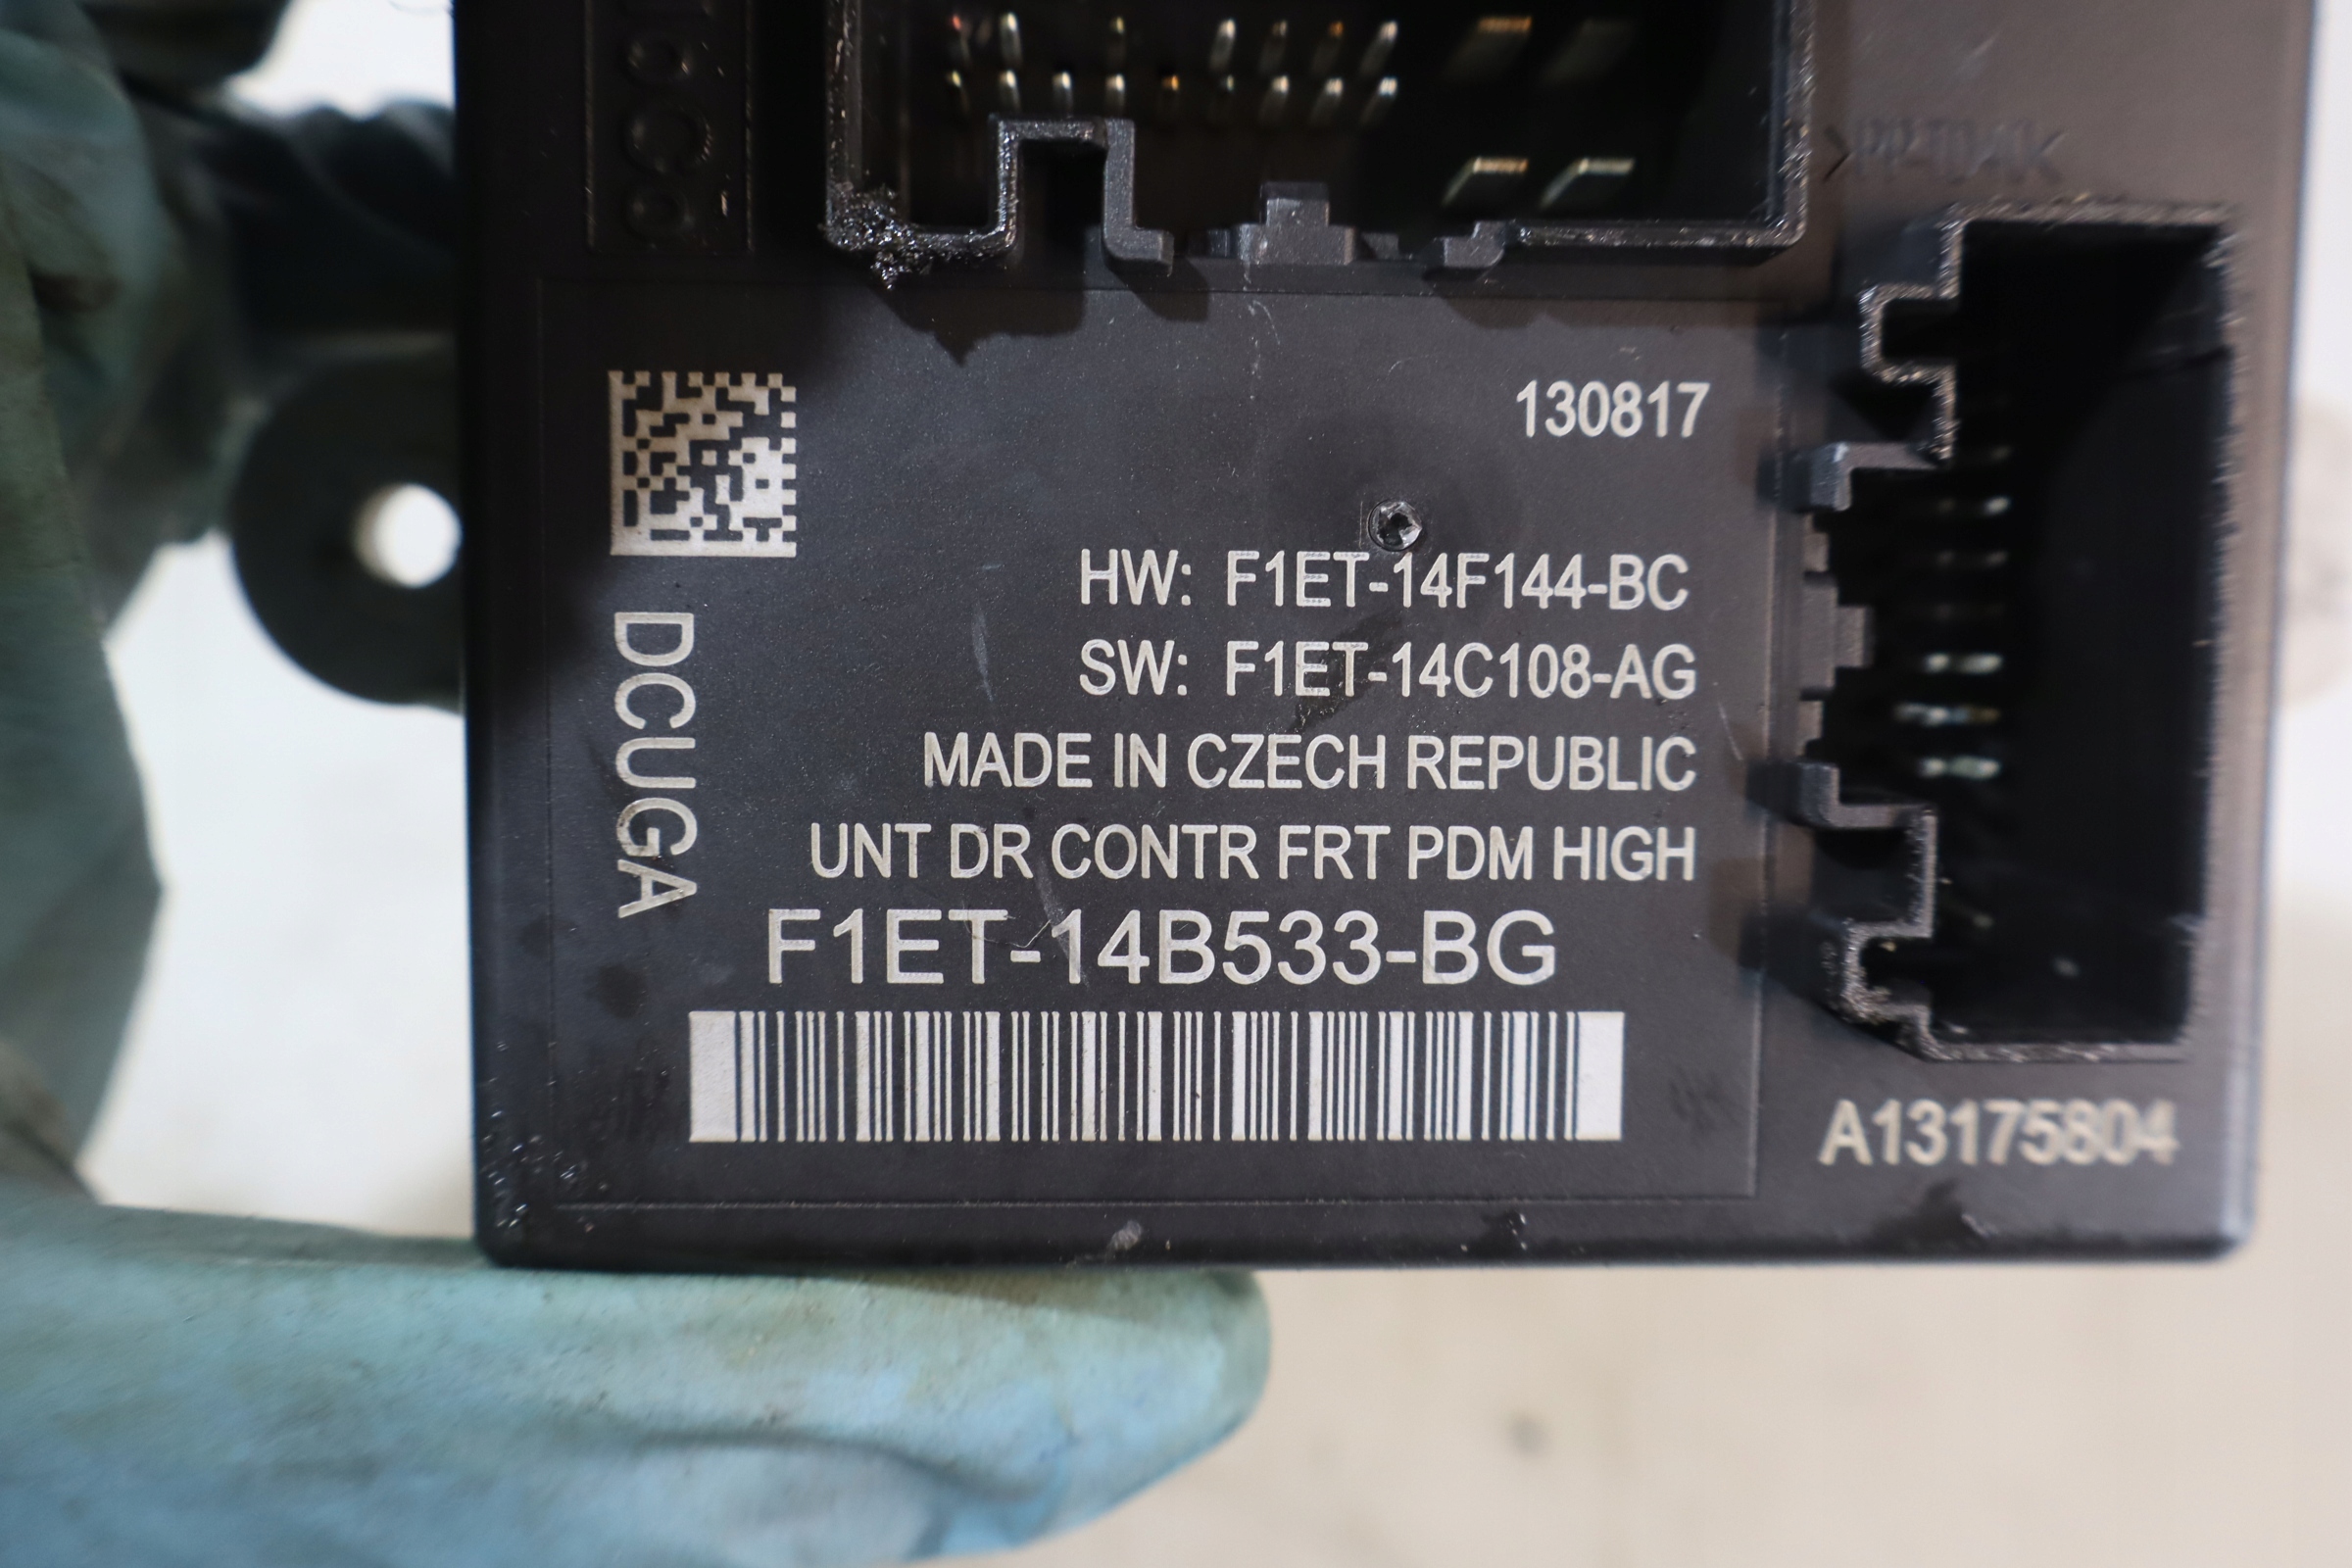 130817
HW: F1ET-14F144-BC
SW: F1ET-14C108-AG
MADE IN CZECH REPUBLIC
UNT DR CONTR FRT PDM HIGH
F1ET-14B533-BG
DCUGA
A13175804